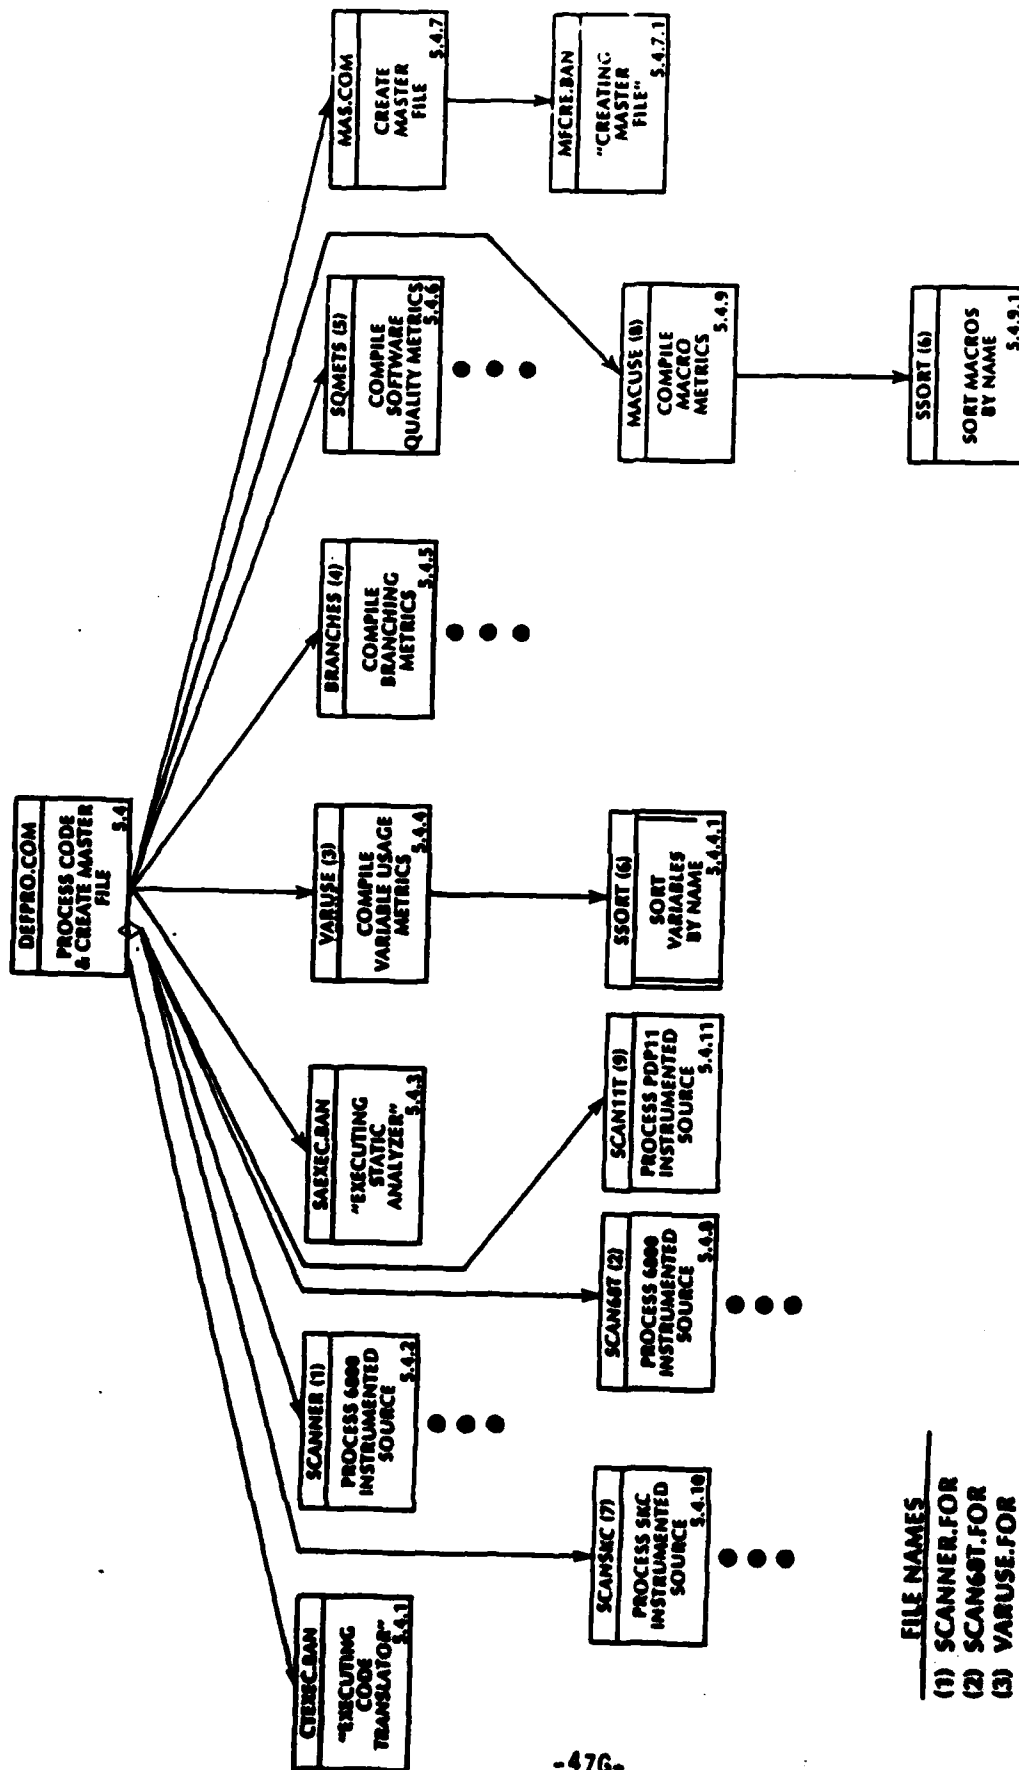 DEFPRO.COM
PROCESS CODE
& CREATE MASTER
FILE
5.4
CTEXEC.BAN
"EXECUTING
CODE
TRANSLATOR"
5.4.1
SCANNER (1)
PROCESS 6800
INSTRUMENTED
SOURCE
5.4.2
SAEXEC.BAN
"EXECUTING
STATIC
ANALYZER"
5.4.3
VARUSE (3)
COMPILE
VARIABLE USAGE
METRICS
5.4.4
BRANCHES (4)
COMPILE
BRANCHING
METRICS
5.4.5
SQMETS (5)
COMPILE
SOFTWARE
QUALITY METRICS
5.4.6
MAS.COM
CREATE
MASTER
FILE
5.4.7
SCANSKC (7)
PROCESS SKC
INSTRUMENTED
SOURCE
5.4.10
SCAN68T (2)
PROCESS 6800
INSTRUMENTED
SOURCE
5.4.8
SCAN11T (9)
PROCESS PDP11
INSTRUMENTED
SOURCE
5.4.11
SSORT (6)
SORT
VARIABLES
BY NAME
5.4.4.1
MACUSE (8)
COMPILE
MACRO
METRICS
5.4.9
MFCRE.BAN
"CREATING
MASTER
FILE"
5.4.7.1
SSORT (6)
SORT MACROS
BY NAME
5.4.9.1
FILE NAMES
(1) SCANNER.FOR
(2) SCAN68T.FOR
(3) VARUSE.FOR
-476-